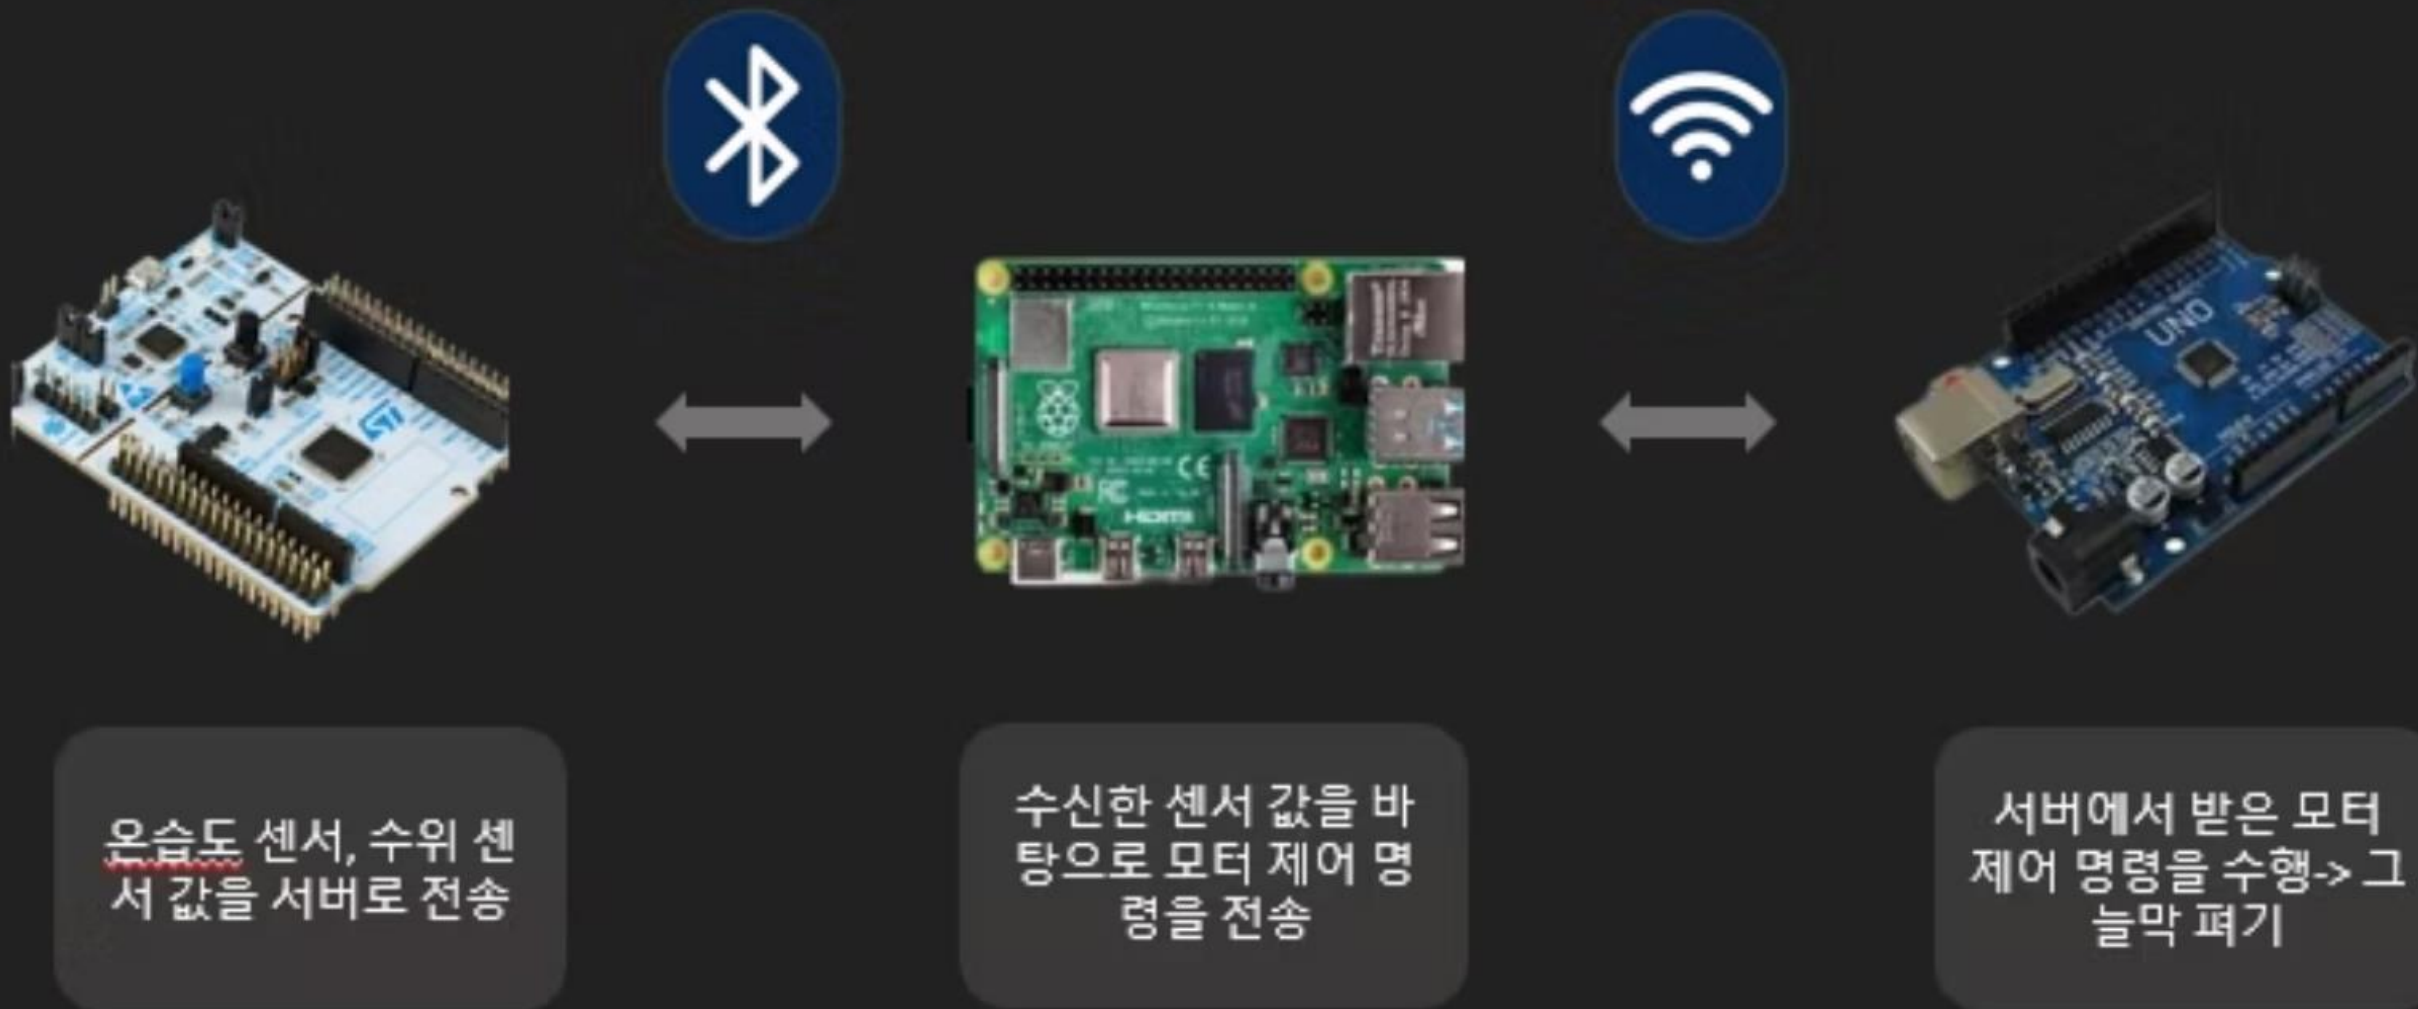 UNO
온습도 센서, 수위 센
서 값을 서버로 전송
수신한 센서 값을 바
탕으로 모터 제어 명
령을 전송
서버에서 받은 모터
제어 명령을 수행-> 그
늘막 펴기